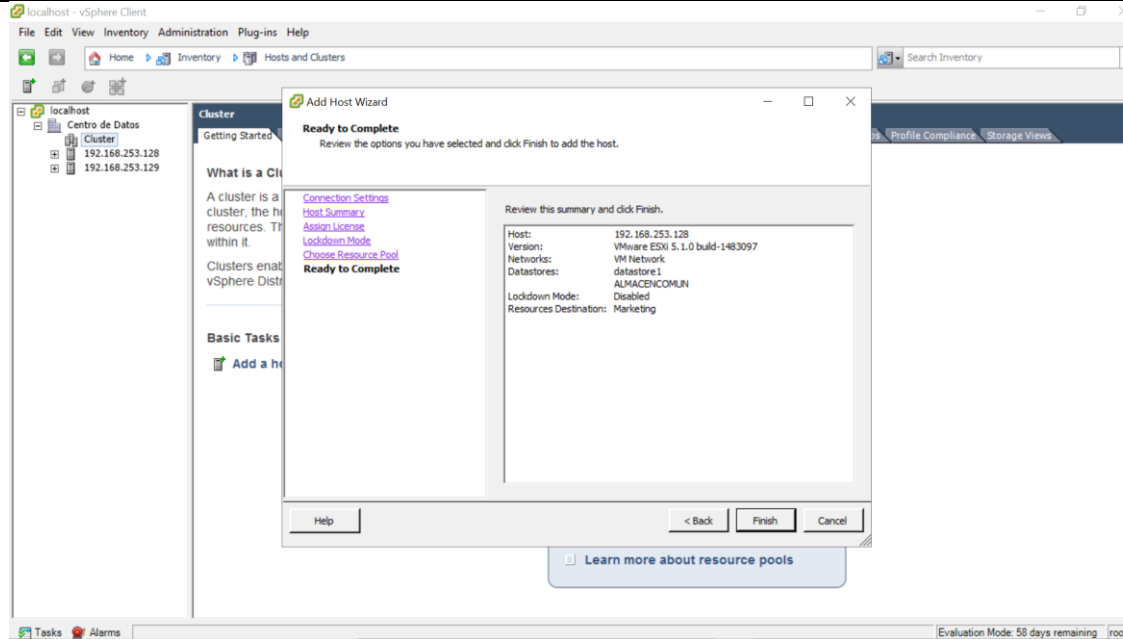 localhost - vSphere Client
File Edit View Inventory Administration Plug-ins Help
Home Inventory Hosts and Clusters
Search Inventory
localhost
Centro de Datos
Cluster
192.168.253.128
192.168.253.129
Cluster
Getting Started
Profile Compliance Storage Views
What is a Cl
A cluster is a
cluster, the h
resources. Th
within it.
Clusters enab
vSphere Distr
Basic Tasks
Add a ho
Add Host Wizard
Ready to Complete
Review the options you have selected and click Finish to add the host.
Connection Settings
Host Summary
Assign License
Lockdown Mode
Choose Resource Pool
Ready to Complete
Review this summary and click Finish.
Host: 192.168.253.128
Version: VMware ESXi 5.1.0 build-1483097
Networks: VM Network
Datastores: datastore1
ALMACENCOMUN
Lockdown Mode: Disabled
Resources Destination: Marketing
Help < Back Finish Cancel
Learn more about resource pools
Tasks Alarms
Evaluation Mode: 58 days remaining roo